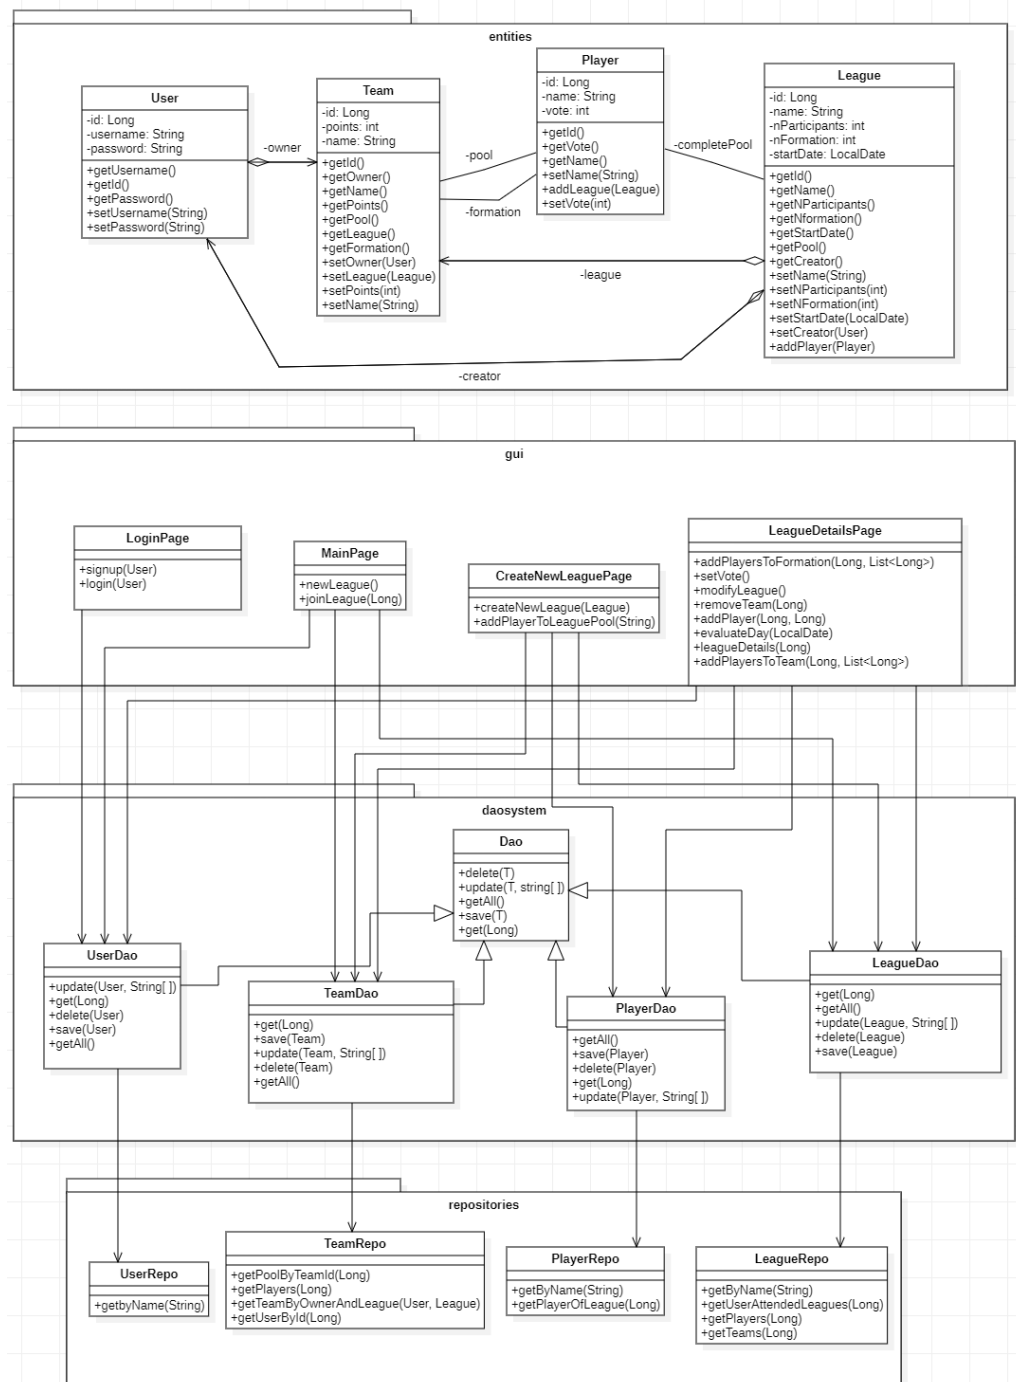 entities
User
-id: Long
-username: String
-password: String
+getUsername()
+getId()
+getPassword()
+setUsername(String)
+setPassword(String)
-owner
Team
-id: Long
-points: int
-name: String
+getId()
+getOwner()
+getName()
+getPoints()
+getPool()
+getLeague()
+getFormation()
+setOwner(User)
+setLeague(League)
+setPoints(int)
+setName(String)
-pool
-formation
Player
-id: Long
-name: String
-vote: int
+getId()
+getVote()
+getName()
+setName(String)
+addLeague(League)
+setVote(int)
-completePool
-league
-creator
League
-id: Long
-name: String
-nParticipants: int
-nFormation: int
-startDate: LocalDate
+getId()
+getName()
+getNParticipants()
+getNformation()
+getStartDate()
+getPool()
+getCreator()
+setName(String)
+setNParticipants(int)
+setNFormation(int)
+setStartDate(LocalDate)
+setCreator(User)
+addPlayer(Player)
gui
LoginPage
+signup(User)
+login(User)
MainPage
+newLeague()
+joinLeague(Long)
CreateNewLeaguePage
+createNewLeague(League)
+addPlayerToLeaguePool(String)
LeagueDetailsPage
+addPlayersToFormation(Long, List<Long>)
+setVote()
+modifyLeague()
+removeTeam(Long)
+addPlayer(Long, Long)
+evaluateDay(LocalDate)
+leagueDetails(Long)
+addPlayersToTeam(Long, List<Long>)
daosystem
Dao
+delete(T)
+update(T, string[ ])
+getAll()
+save(T)
+get(Long)
UserDao
+update(User, String[ ])
+get(Long)
+delete(User)
+save(User)
+getAll()
TeamDao
+get(Long)
+save(Team)
+update(Team, String[ ])
+delete(Team)
+getAll()
PlayerDao
+getAll()
+save(Player)
+delete(Player)
+get(Long)
+update(Player, String[ ])
LeagueDao
+get(Long)
+getAll()
+update(League, String[ ])
+delete(League)
+save(League)
repositories
UserRepo
+getbyName(String)
TeamRepo
+getPoolByTeamId(Long)
+getPlayers(Long)
+getTeamByOwnerAndLeague(User, League)
+getUserById(Long)
PlayerRepo
+getByName(String)
+getPlayerOfLeague(Long)
LeagueRepo
+getByName(String)
+getUserAttendedLeagues(Long)
+getPlayers(Long)
+getTeams(Long)